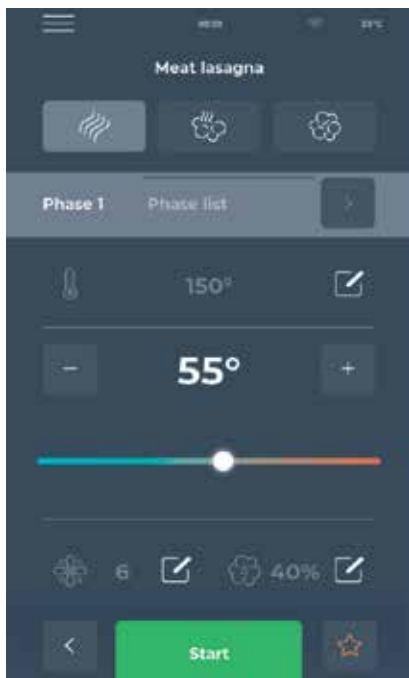 Meat lasagna
Phase 1 Phase list >
150°
- 55° +
6 40%
< Start